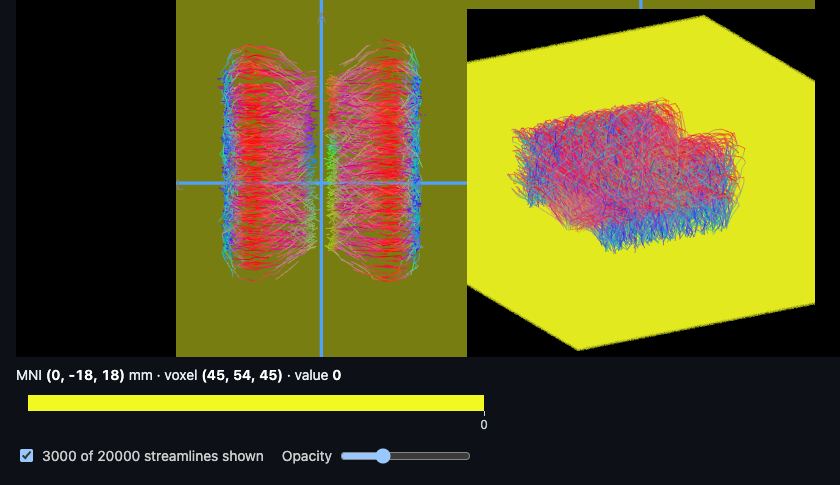 MNI (0, -18, 18) mm · voxel (45, 54, 45) · value 0
0
3000 of 20000 streamlines shown Opacity